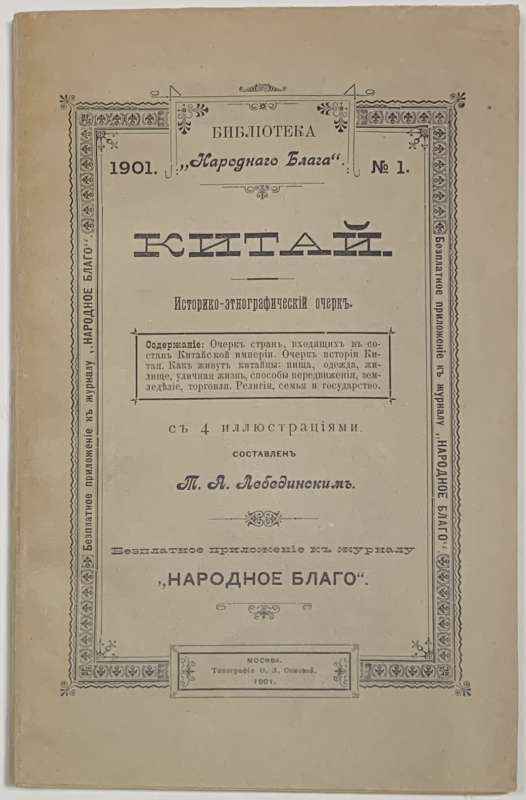 БИБЛІОТЕКА
1901. „Народнаго Блага“. № 1.
КИТАЙ.
Историко-этнографическій очеркъ.
Содержаніе: Очеркъ странъ, входящихъ въ со-
ставъ Китайской имперіи. Очеркъ исторіи Ки-
тая. Какъ живутъ китайцы: пища, одежда, жи-
лище, уличная жизнь, способы передвиженія, зем-
ледѣліе, торговля. Религія, семья и государство.
съ 4 иллюстраціями.
СОСТАВЛЕНЪ
Т. А. Лебединскимъ.
Безплатное приложеніе къ журналу
„НАРОДНОЕ БЛАГО“.
МОСКВА.
Типографія О. Л. Сомовой.
1901.
Безплатное приложеніе къ журналу „НАРОДНОЕ БЛАГО“.
Безплатное приложеніе къ журналу „НАРОДНОЕ БЛАГО“.